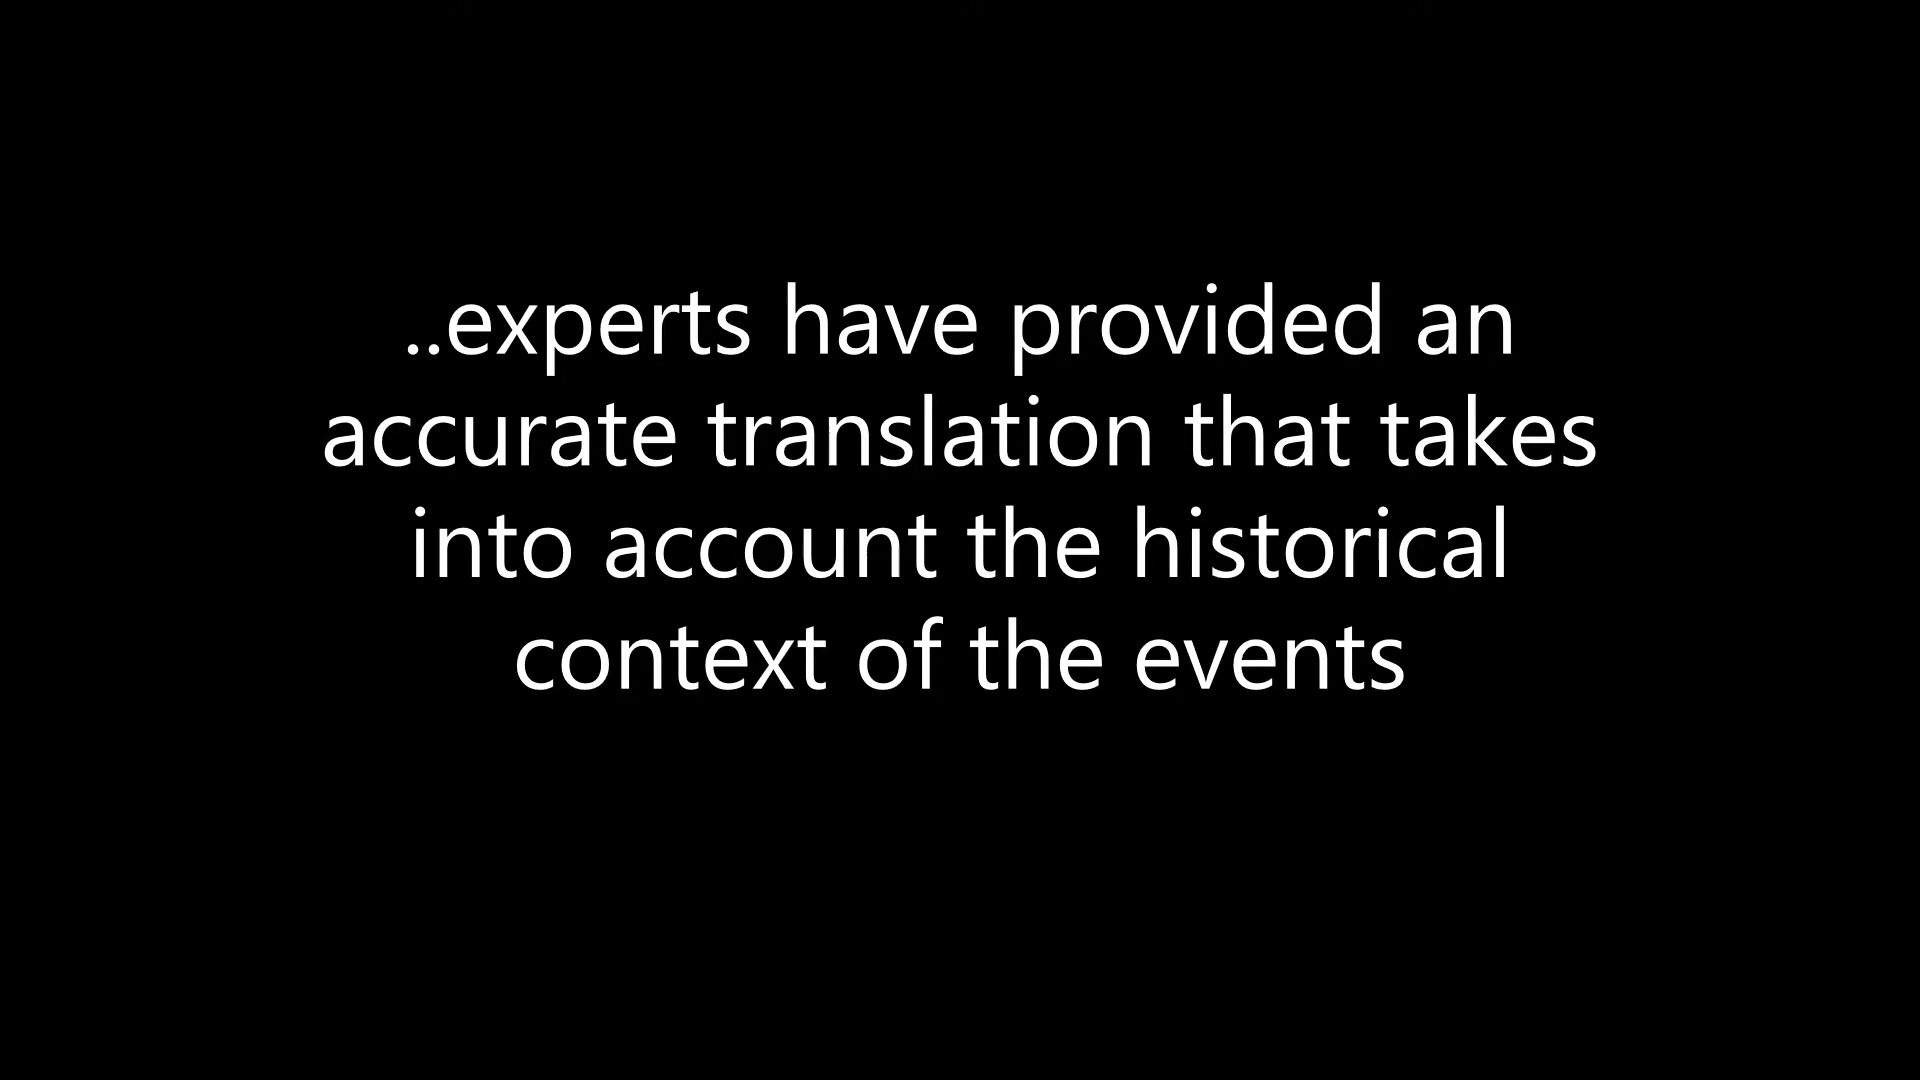 ..experts have provided an
accurate translation that takes
into account the historical
context of the events